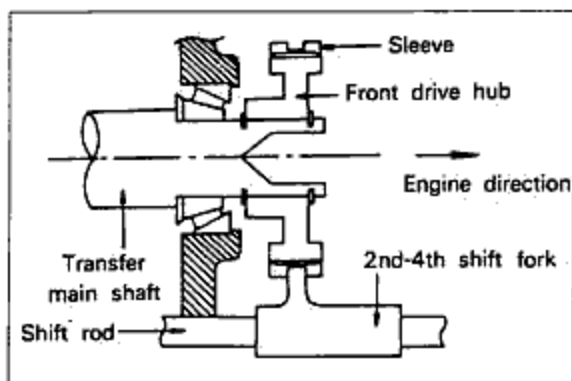 Sleeve
Front drive hub
Engine direction
Transfer
main shaft
2nd-4th shift fork
Shift rod